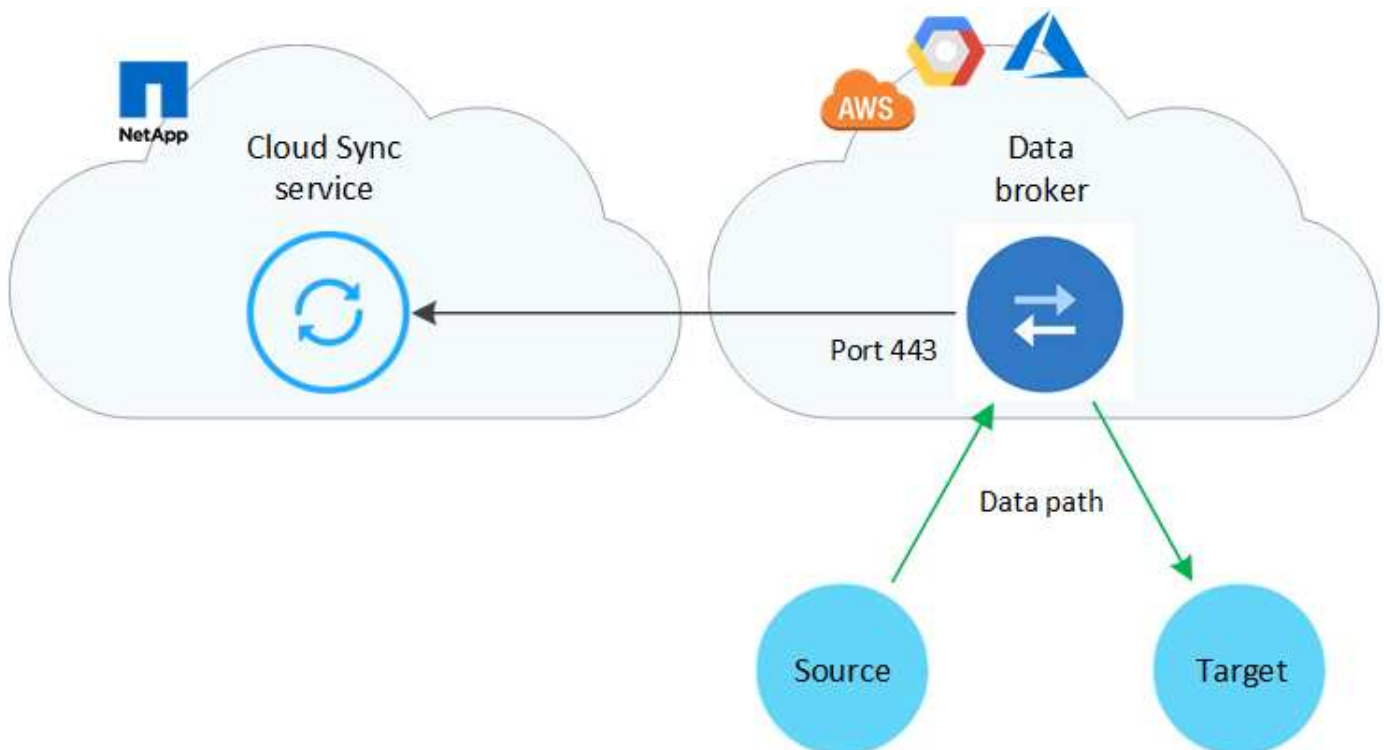 NetApp
Cloud Sync
service
AWS
Data
broker
Port 443
Data path
Source
Target